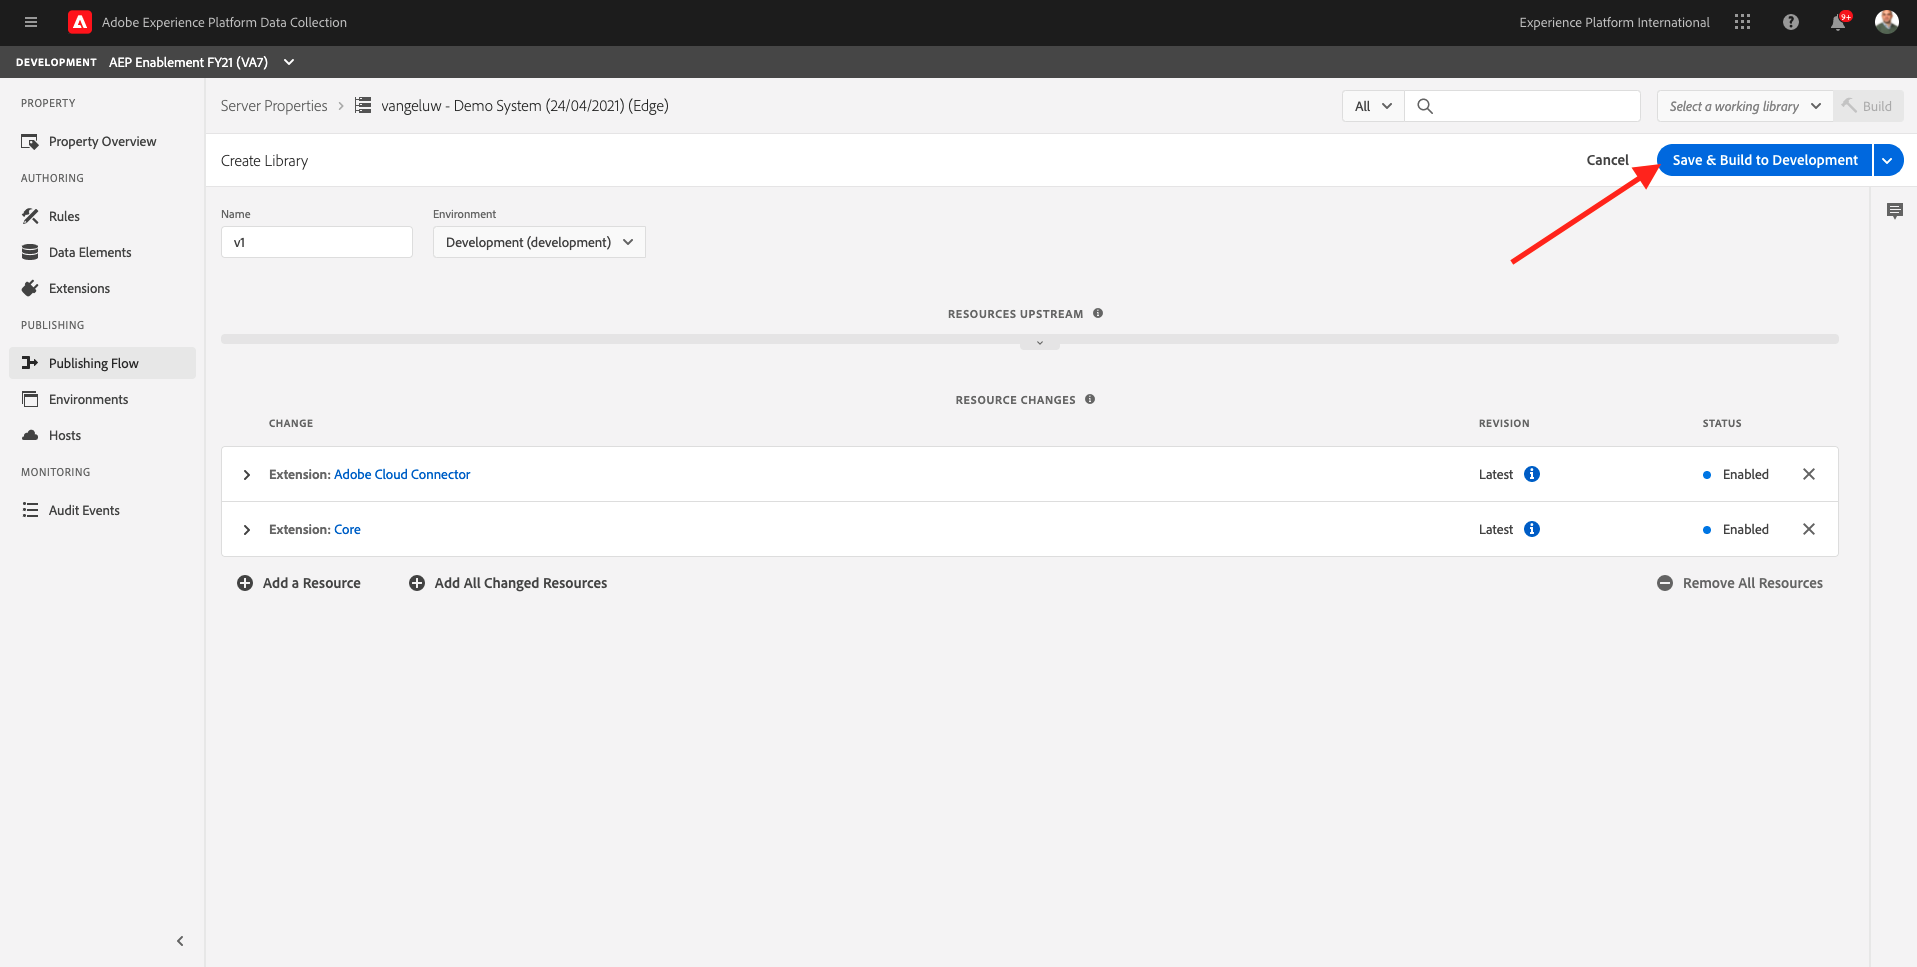 Adobe Experience Platform Data Collection
Experience Platform International
9+
DEVELOPMENT AEP Enablement FY21 (VA7)
PROPERTY
Property Overview
AUTHORING
Rules
Data Elements
Extensions
PUBLISHING
Publishing Flow
Environments
Hosts
MONITORING
Audit Events
Server Properties > vangeluw - Demo System (24/04/2021) (Edge)
All
Select a working library
Build
Create Library
Cancel
Save & Build to Development
Name
Environment
v1
Development (development)
RESOURCES UPSTREAM
RESOURCE CHANGES
CHANGE REVISION STATUS
Extension: Adobe Cloud Connector Latest Enabled
Extension: Core Latest Enabled
Add a Resource
Add All Changed Resources
Remove All Resources